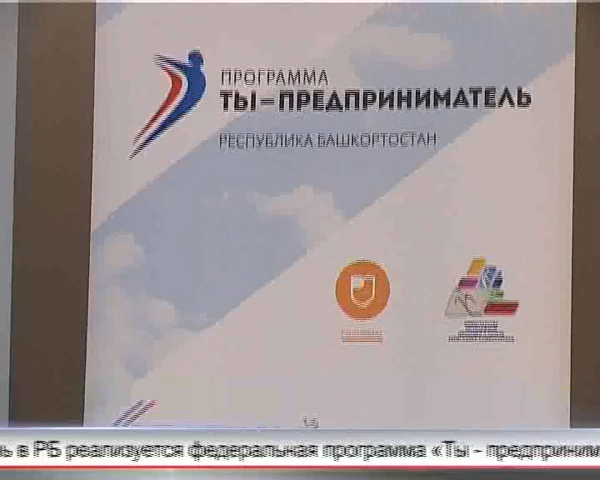 ПРОГРАММА
ТЫ–ПРЕДПРИНИМАТЕЛЬ
РЕСПУБЛИКА БАШКОРТОСТАН
ь в РБ реализуется федеральная программа «Ты - предприним